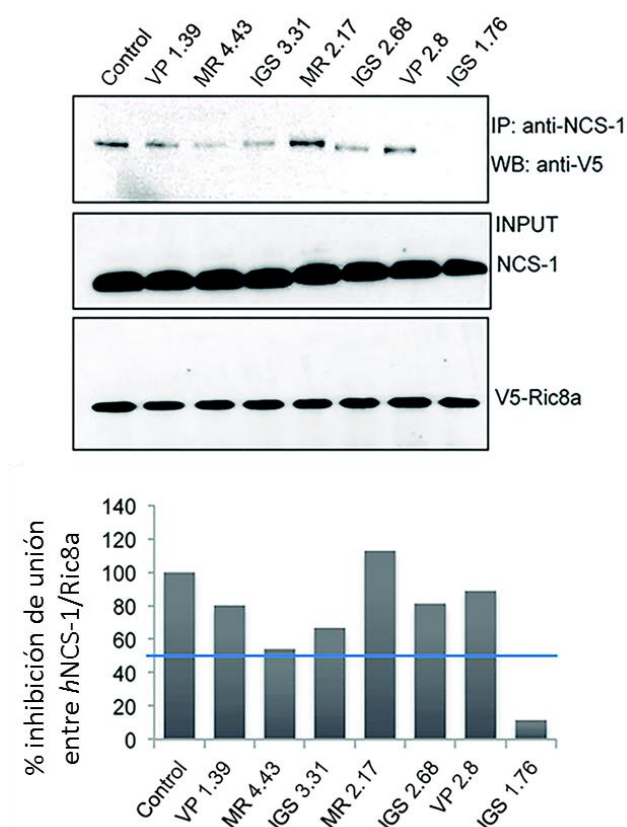 Control
VP 1.39
MR 4.43
IGS 3.31
MR 2.17
IGS 2.68
VP 2.8
IGS 1.76
IP: anti-NCS-1
WB: anti-V5
INPUT
NCS-1
V5-Ric8a
% inhibición de unión
entre hNCS-1/Ric8a
140
120
100
80
60
40
20
0
Control
VP 1.39
MR 4.43
IGS 3.31
MR 2.17
IGS 2.68
VP 2.8
IGS 1.76